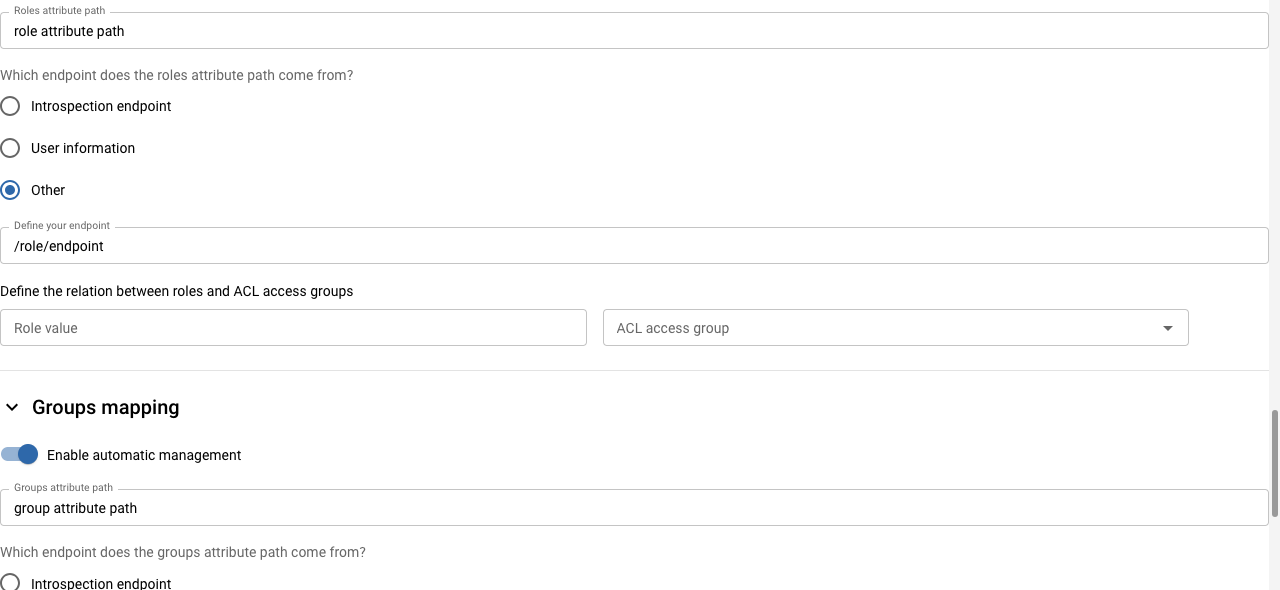 Roles attribute path
role attribute path
Which endpoint does the roles attribute path come from?
Introspection endpoint
User information
Other
Define your endpoint
/role/endpoint
Define the relation between roles and ACL access groups
Role value
ACL access group
Groups mapping
Enable automatic management
Groups attribute path
group attribute path
Which endpoint does the groups attribute path come from?
Introspection endpoint